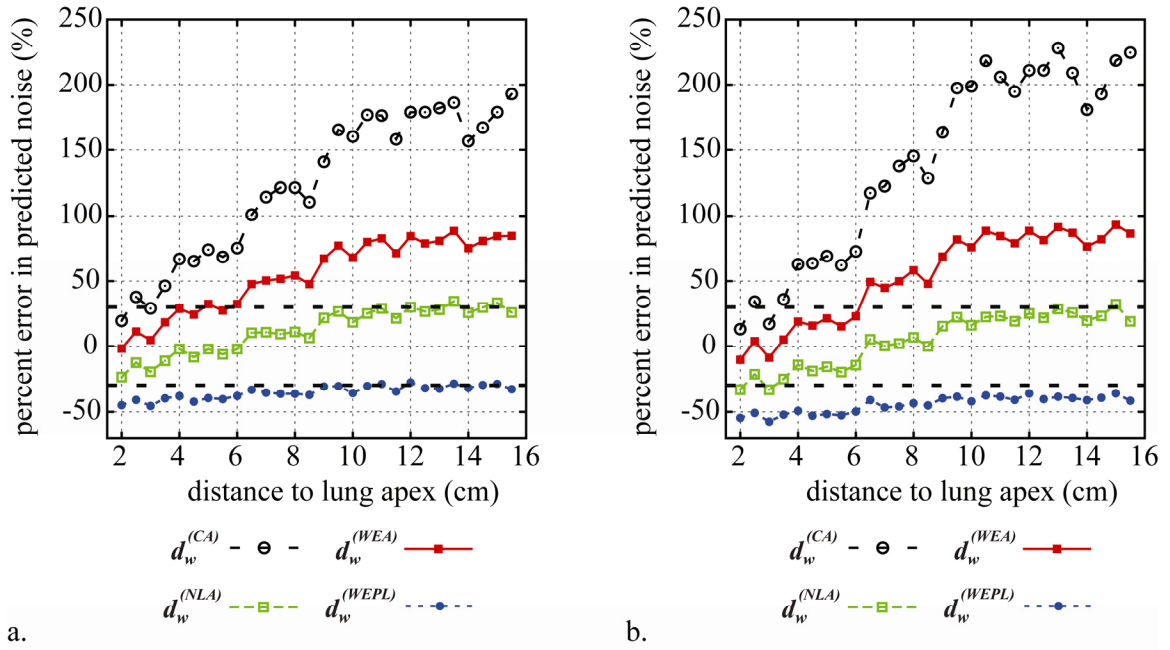 percent error in predicted noise (%)
250
200
150
100
50
0
-50
2 4 6 8 10 12 14 16
distance to lung apex (cm)
d_w^(CA) d_w^(WEA)
d_w^(NLA) d_w^(WEPL)
a.
percent error in predicted noise (%)
250
200
150
100
50
0
-50
2 4 6 8 10 12 14 16
distance to lung apex (cm)
d_w^(CA) d_w^(WEA)
d_w^(NLA) d_w^(WEPL)
b.